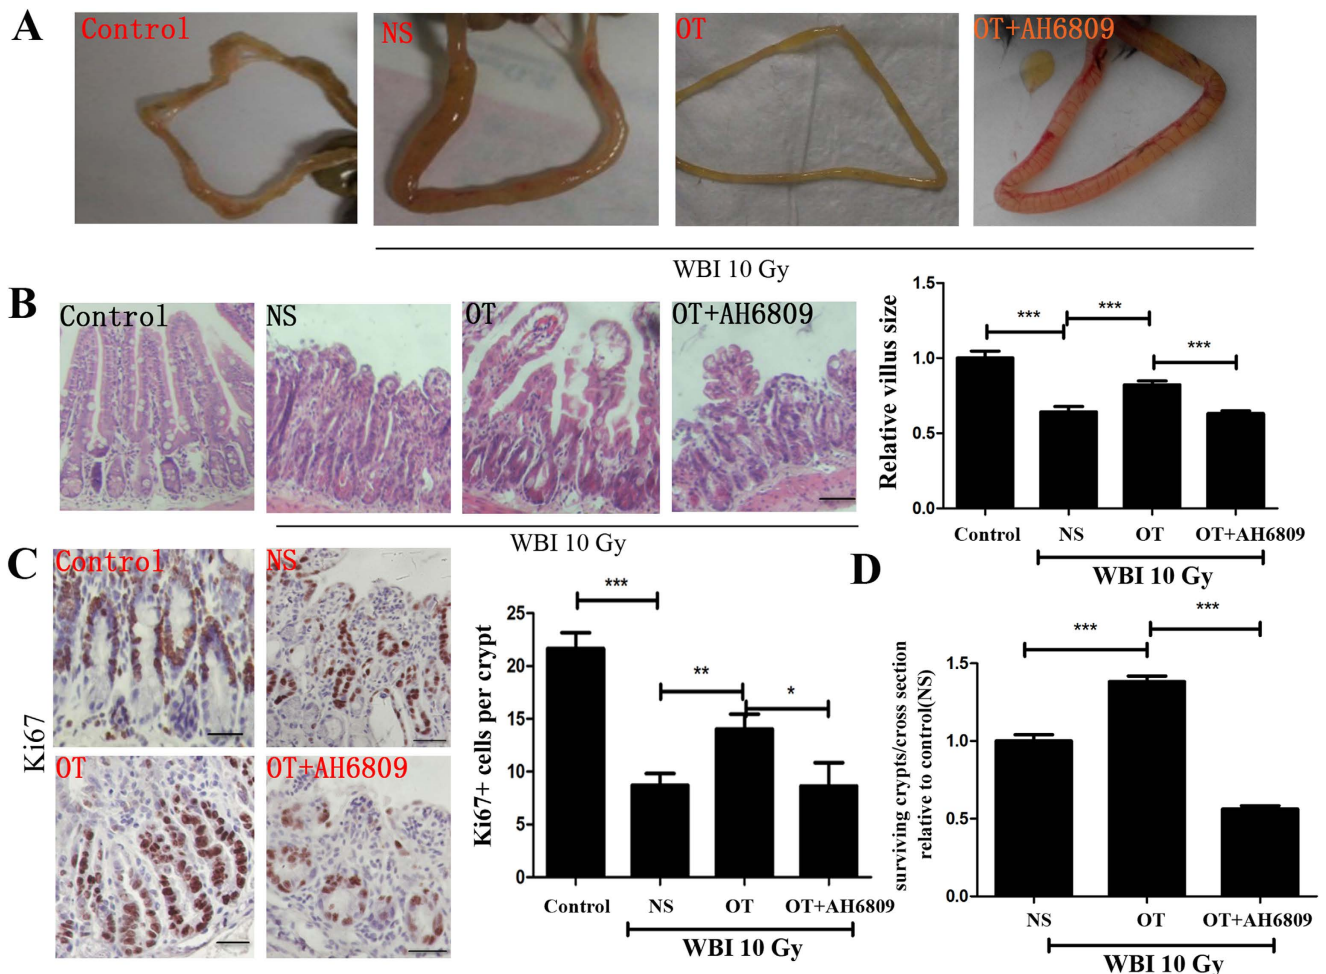 A
Control
NS
OT
OT+AH6809
WBI 10 Gy
B
Control
NS
OT
OT+AH6809
WBI 10 Gy
Relative villus size
1.5
1.0
0.5
0.0
***
***
***
Control
NS
OT
OT+AH6809
WBI 10 Gy
C
Ki67
Control
NS
OT
OT+AH6809
Ki67+ cells per crypt
25
20
15
10
5
0
***
**
*
Control
NS
OT
OT+AH6809
WBI 10 Gy
D
surviving crypts/cross section
relative to control(NS)
1.5
1.0
0.5
0.0
***
***
NS
OT
OT+AH6809
WBI 10 Gy